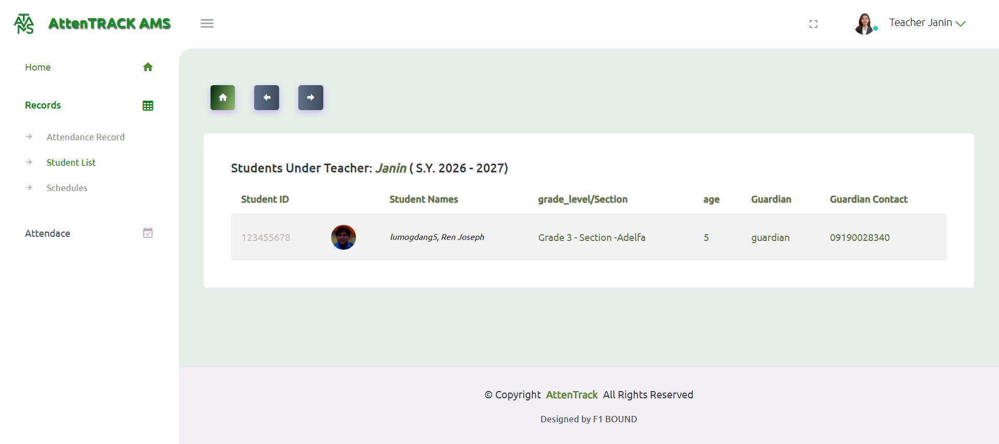 ATAMS
AttenTRACK AMS
Teacher Janin
Home
Records
Attendance Record
Student List
Schedules
Attendace
Students Under Teacher: Janin ( S.Y. 2026 - 2027)
Student ID Student Names grade_level/Section age Guardian Guardian Contact
123455678 lumogdang5, Ren Joseph Grade 3 - Section -Adelfa 5 guardian 09190028340
© Copyright AttenTrack All Rights Reserved
Designed by F1 BOUND